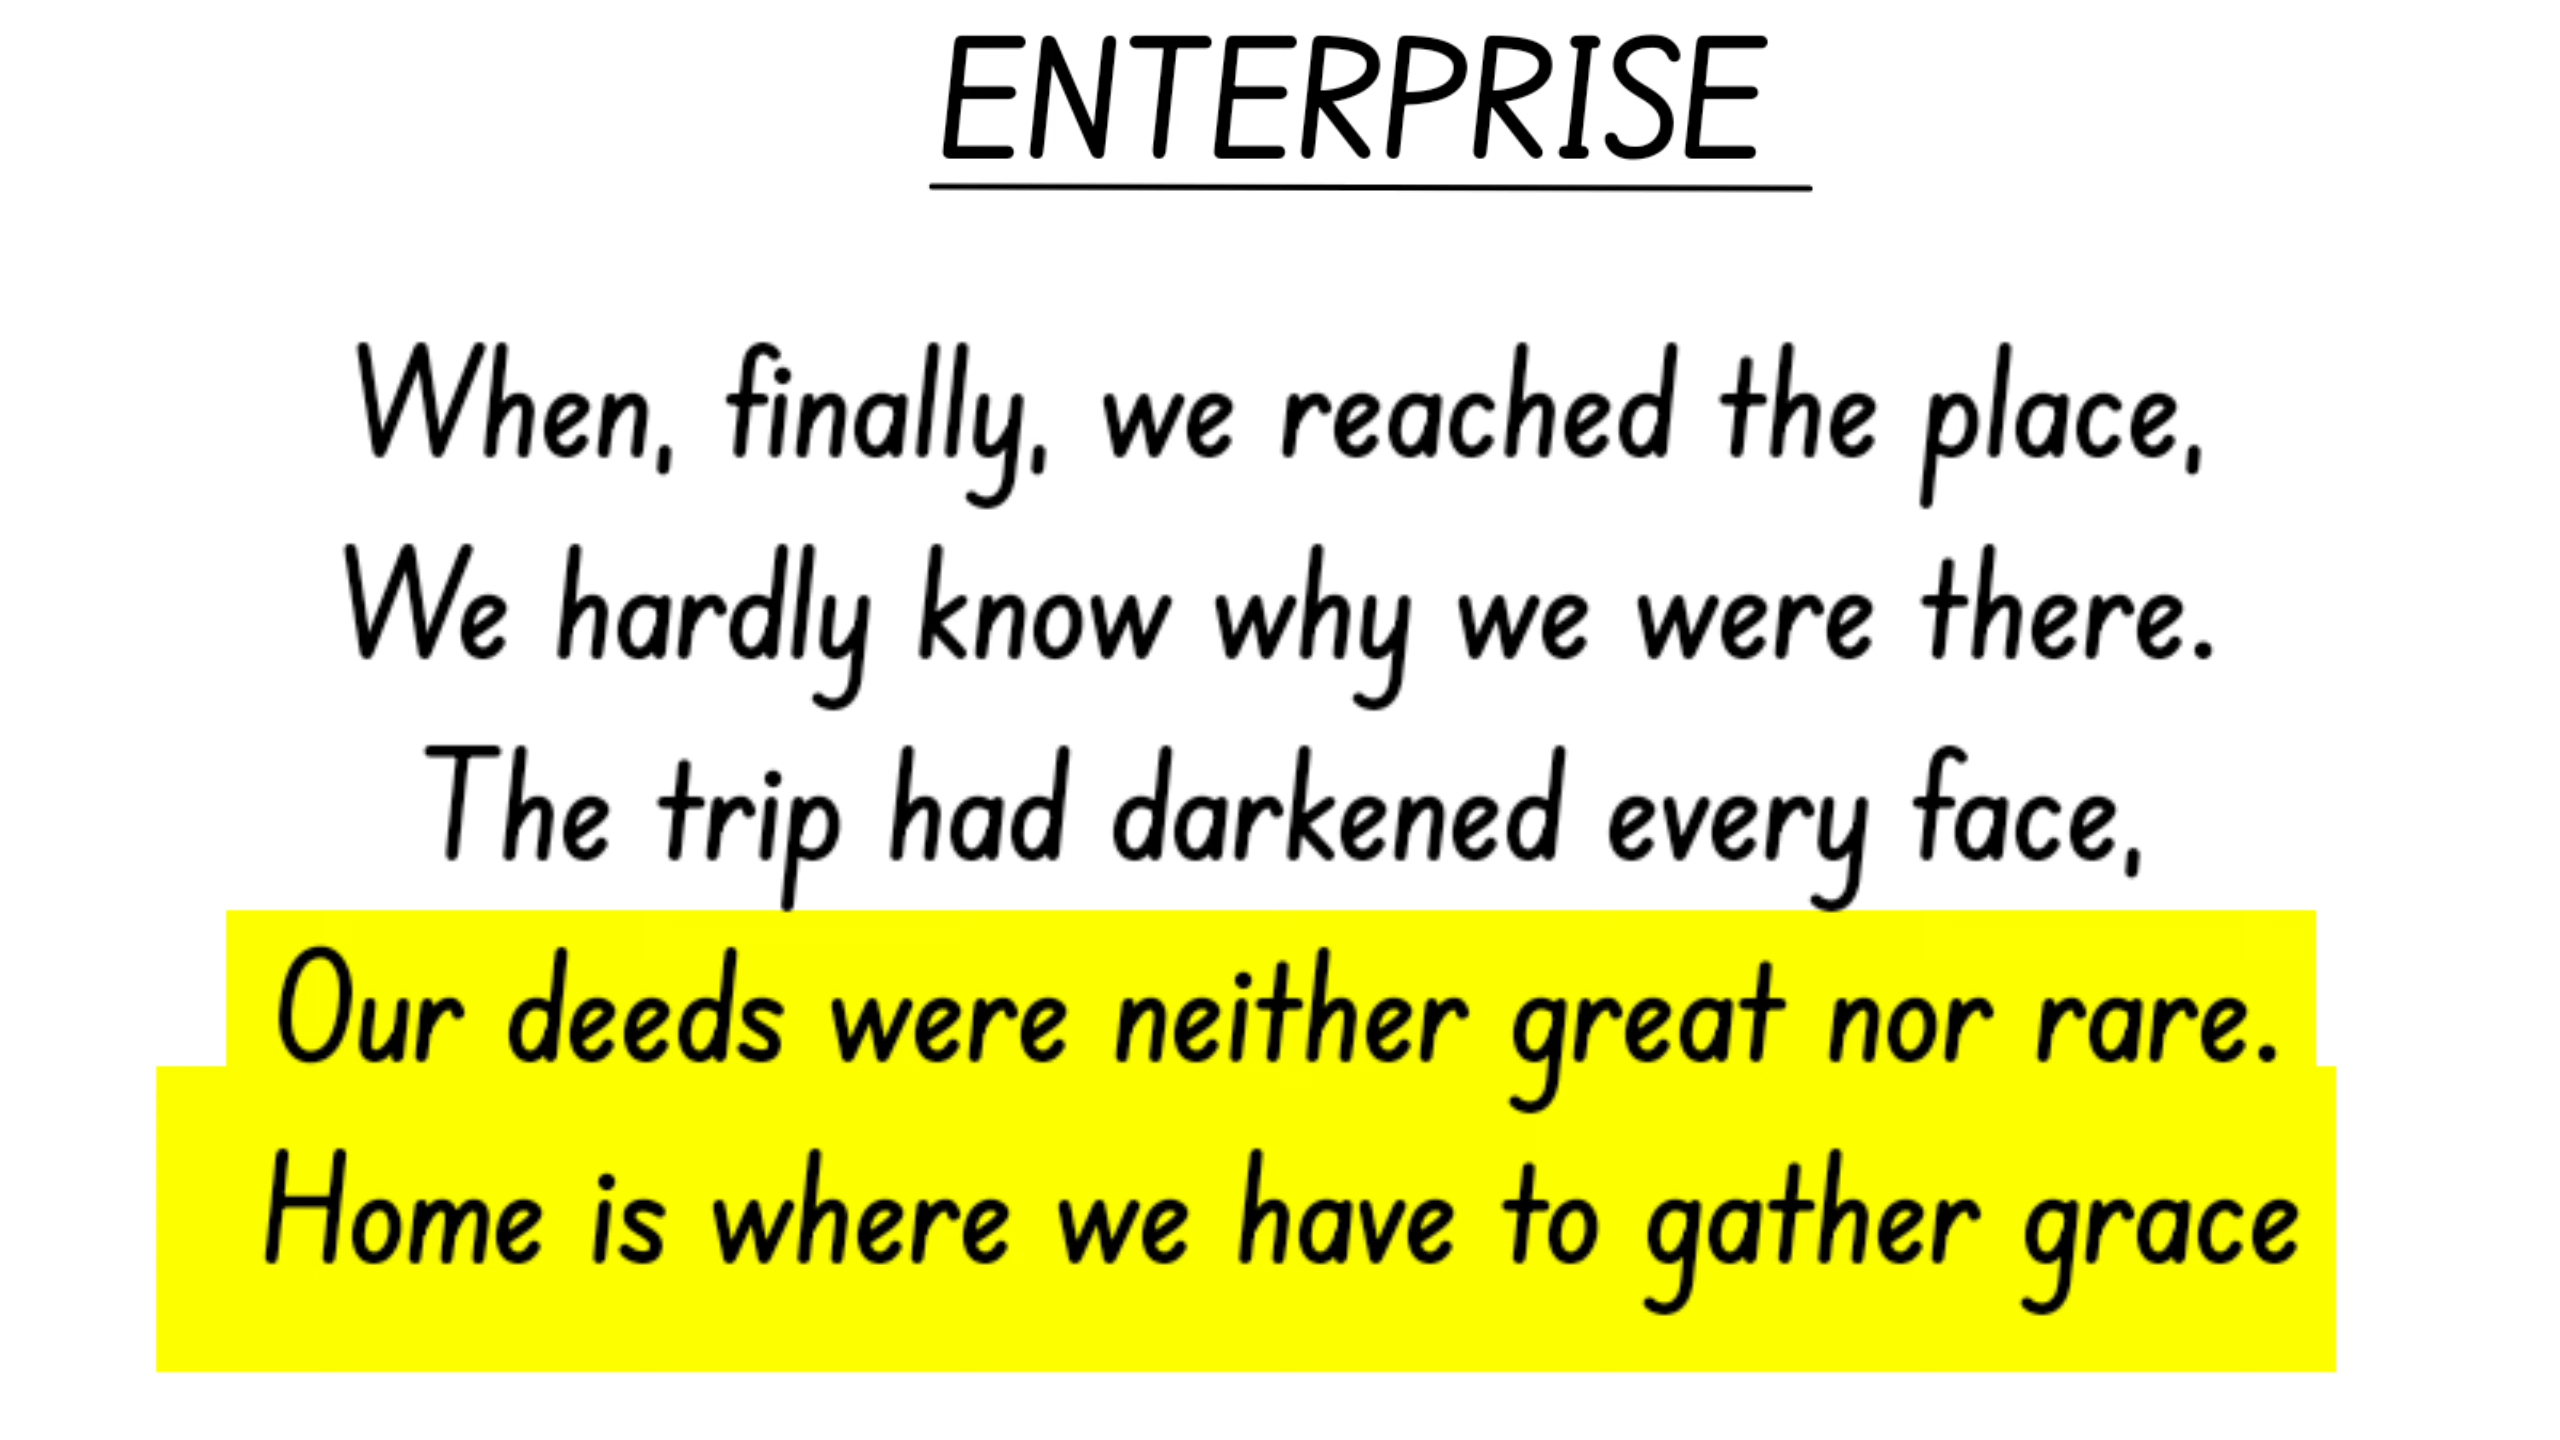 ENTERPRISE
When, finally, we reached the place,
We hardly know why we were there.
The trip had darkened every face,
Our deeds were neither great nor rare.
Home is where we have to gather grace